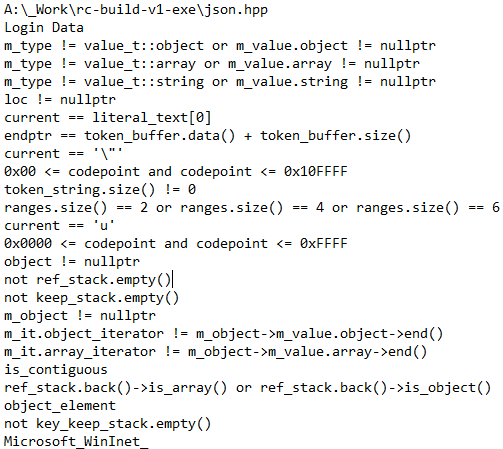 A:\_Work\rc-build-v1-exe\json.hpp
Login Data
m_type != value_t::object or m_value.object != nullptr
m_type != value_t::array or m_value.array != nullptr
m_type != value_t::string or m_value.string != nullptr
loc != nullptr
current == literal_text[0]
endptr == token_buffer.data() + token_buffer.size()
current == '\"'
0x00 <= codepoint and codepoint <= 0x10FFFF
token_string.size() != 0
ranges.size() == 2 or ranges.size() == 4 or ranges.size() == 6
current == 'u'
0x0000 <= codepoint and codepoint <= 0xFFFF
object != nullptr
not ref_stack.empty()
not keep_stack.empty()
m_object != nullptr
m_it.object_iterator != m_object->m_value.object->end()
m_it.array_iterator != m_object->m_value.array->end()
is_contiguous
ref_stack.back()->is_array() or ref_stack.back()->is_object()
object_element
not key_keep_stack.empty()
Microsoft_WinInet_